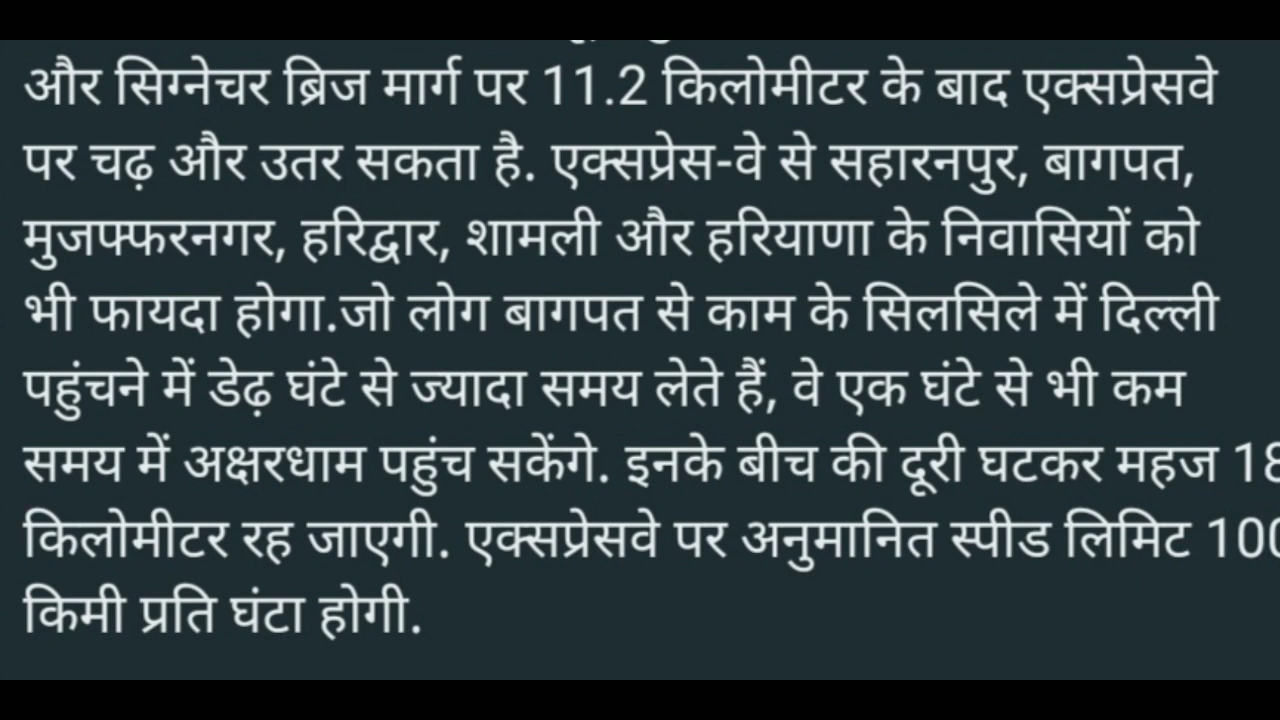 और सिग्नेचर ब्रिज मार्ग पर 11.2 किलोमीटर के बाद एक्सप्रेसवे
पर चढ़ और उतर सकता है. एक्सप्रेस-वे से सहारनपुर, बागपत,
मुजफ्फरनगर, हरिद्वार, शामली और हरियाणा के निवासियों को
भी फायदा होगा.जो लोग बागपत से काम के सिलसिले में दिल्ली
पहुंचने में डेढ़ घंटे से ज्यादा समय लेते हैं, वे एक घंटे से भी कम
समय में अक्षरधाम पहुंच सकेंगे. इनके बीच की दूरी घटकर महज 18
किलोमीटर रह जाएगी. एक्सप्रेसवे पर अनुमानित स्पीड लिमिट 100
किमी प्रति घंटा होगी.